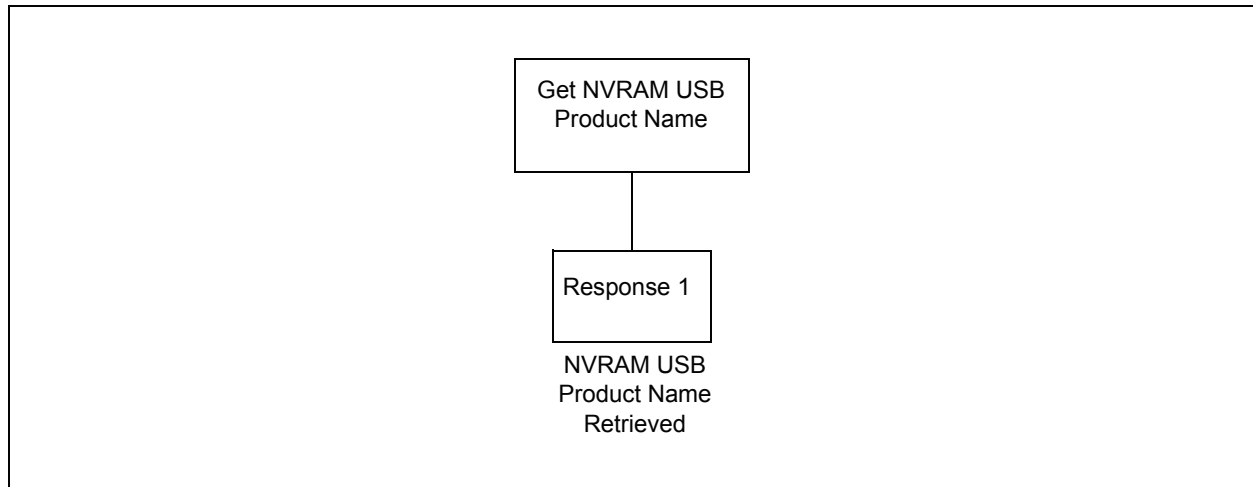 Get NVRAM USB
Product Name
Response 1
NVRAM USB
Product Name
Retrieved